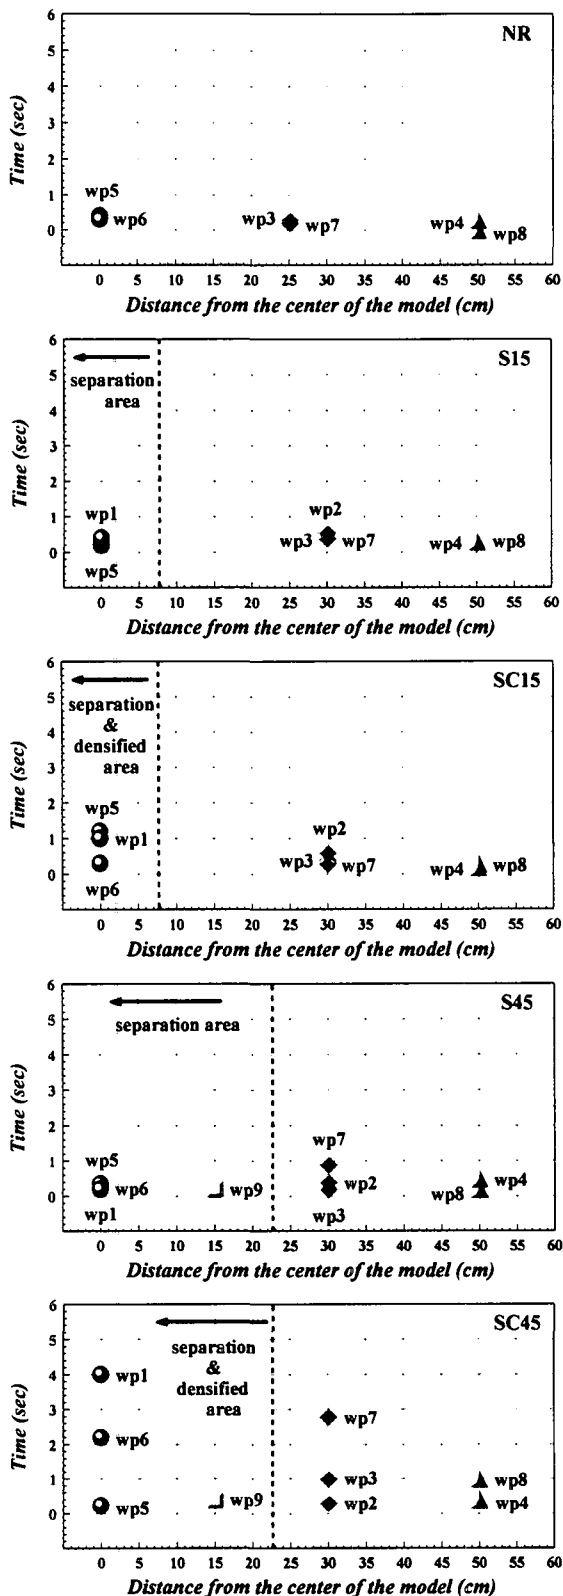 NR
Time (sec)
6
5
4
3
2
1
0
wp5
wp6
wp3
wp7
wp4
wp8
0 5 10 15 20 25 30 35 40 45 50 55 60
Distance from the center of the model (cm)
S15
Time (sec)
6
5
4
3
2
1
0
separation
area
wp1
wp5
wp2
wp3
wp7
wp4
wp8
0 5 10 15 20 25 30 35 40 45 50 55 60
Distance from the center of the model (cm)
SC15
Time (sec)
6
5
4
3
2
1
0
separation
&
densified
area
wp5
wp1
wp6
wp2
wp3
wp7
wp4
wp8
0 5 10 15 20 25 30 35 40 45 50 55 60
Distance from the center of the model (cm)
S45
Time (sec)
6
5
4
3
2
1
0
separation area
wp5
wp6
wp1
wp9
wp7
wp2
wp3
wp4
wp8
0 5 10 15 20 25 30 35 40 45 50 55 60
Distance from the center of the model (cm)
SC45
Time (sec)
6
5
4
3
2
1
0
separation
&
densified
area
wp1
wp6
wp5
wp9
wp7
wp3
wp2
wp8
wp4
0 5 10 15 20 25 30 35 40 45 50 55 60
Distance from the center of the model (cm)